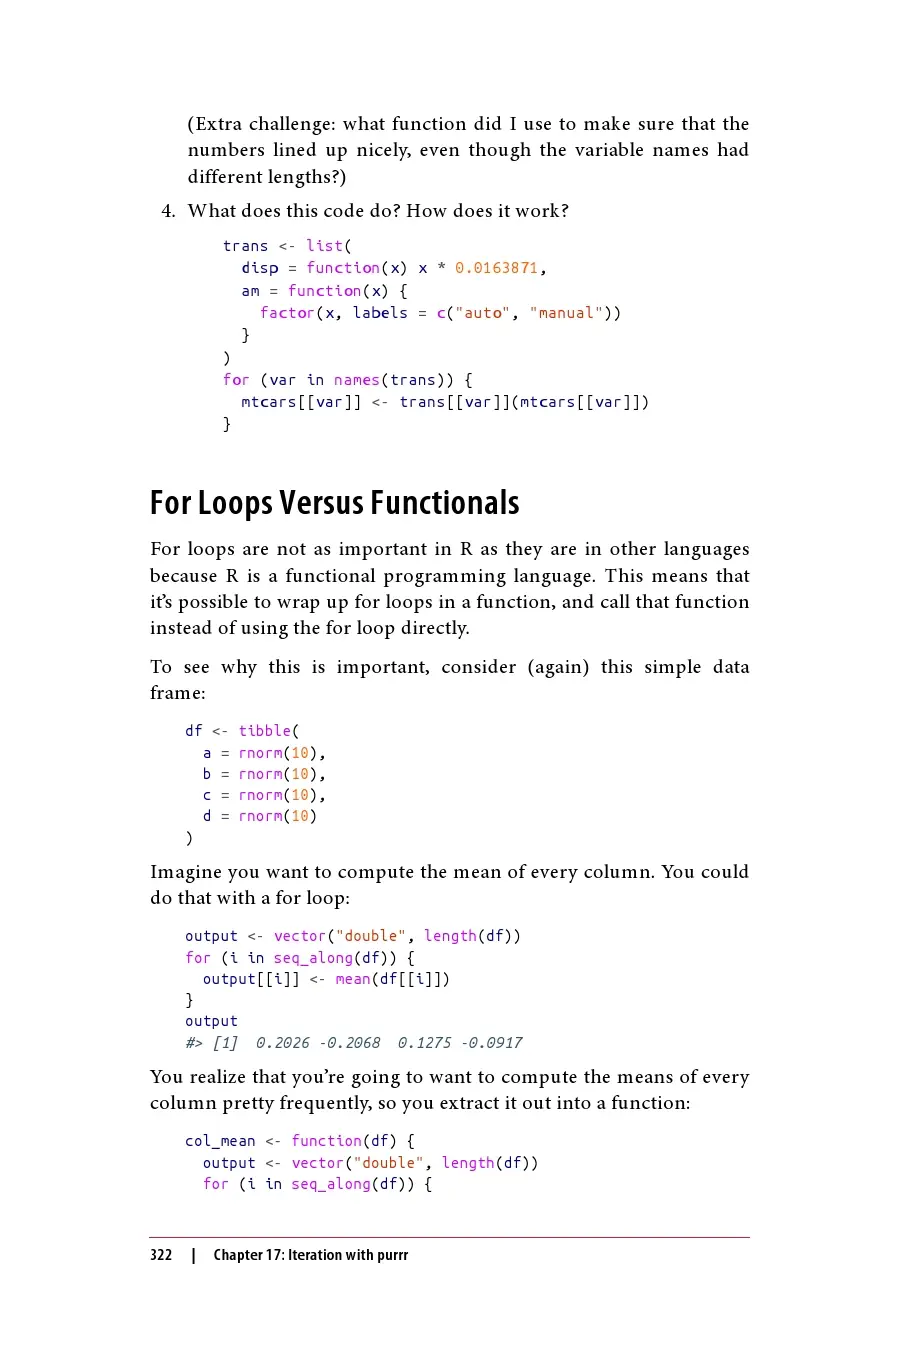 (Extra challenge: what function did I use to make sure that the
numbers lined up nicely, even though the variable names had
different lengths?)
4. What does this code do? How does it work?
trans <- list(
  disp = function(x) x * 0.0163871,
  am = function(x) {
    factor(x, labels = c("auto", "manual"))
  }
)
for (var in names(trans)) {
  mtcars[[var]] <- trans[[var]](mtcars[[var]])
}
For Loops Versus Functionals
For loops are not as important in R as they are in other languages
because R is a functional programming language. This means that
it’s possible to wrap up for loops in a function, and call that function
instead of using the for loop directly.
To see why this is important, consider (again) this simple data
frame:
df <- tibble(
  a = rnorm(10),
  b = rnorm(10),
  c = rnorm(10),
  d = rnorm(10)
)
Imagine you want to compute the mean of every column. You could
do that with a for loop:
output <- vector("double", length(df))
for (i in seq_along(df)) {
  output[[i]] <- mean(df[[i]])
}
output
#> [1]  0.2026 -0.2068  0.1275 -0.0917
You realize that you’re going to want to compute the means of every
column pretty frequently, so you extract it out into a function:
col_mean <- function(df) {
  output <- vector("double", length(df))
  for (i in seq_along(df)) {
322 | Chapter 17: Iteration with purrr